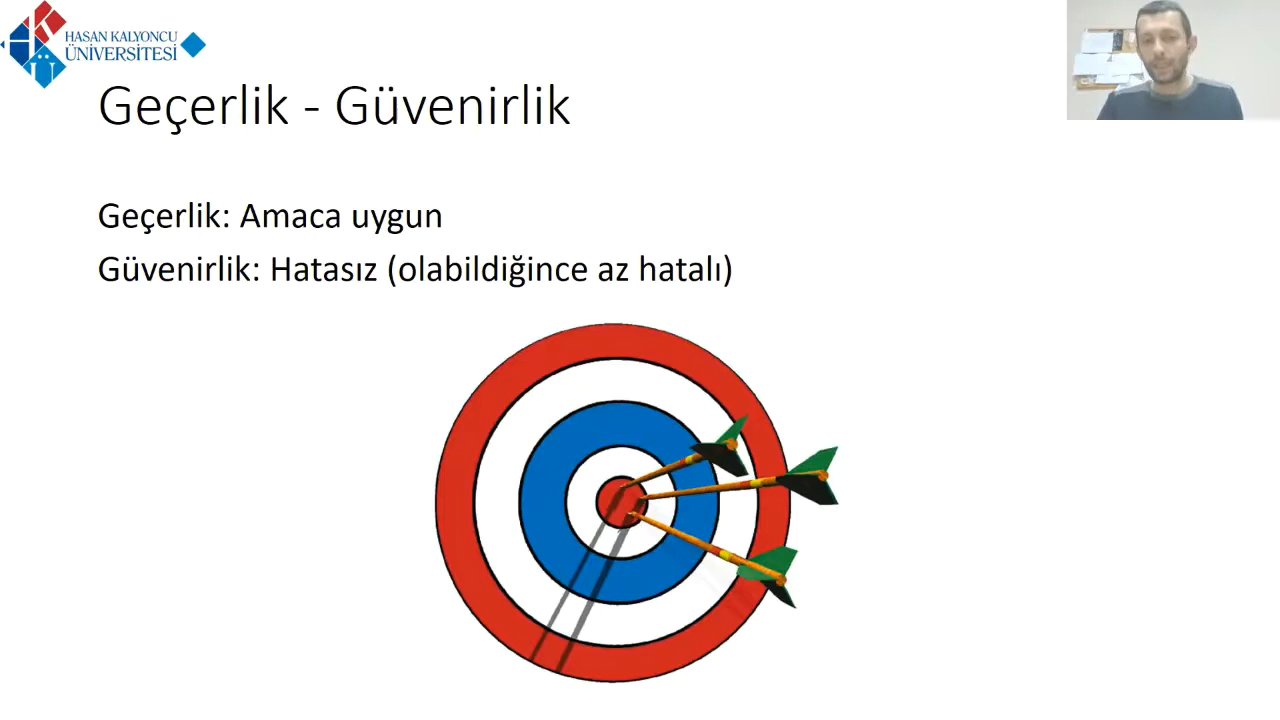 HASAN KALYONCU
ÜNİVERSİTESİ
Geçerlik - Güvenirlik
Geçerlik: Amaca uygun
Güvenirlik: Hatasız (olabildiğince az hatalı)